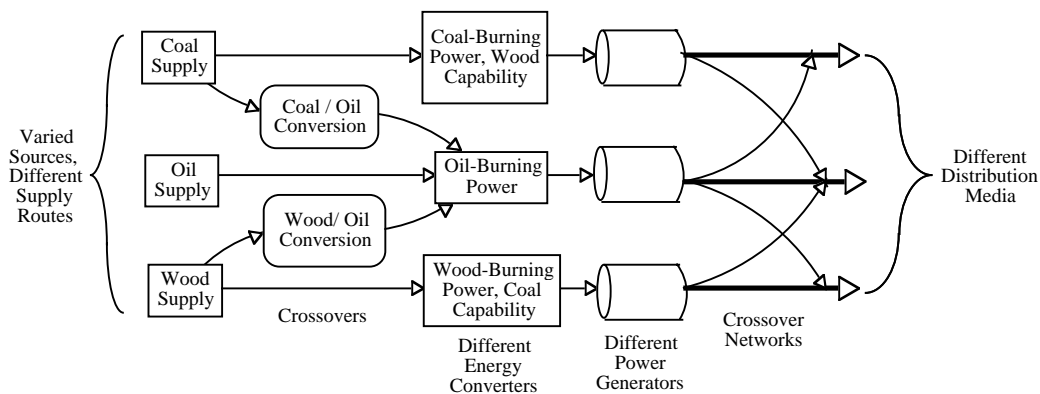 Varied
Sources,
Different
Supply
Routes
Coal
Supply
Coal / Oil
Conversion
Oil
Supply
Wood/ Oil
Conversion
Wood
Supply
Crossovers
Coal-Burning
Power, Wood
Capability
Oil-Burning
Power
Wood-Burning
Power, Coal
Capability
Different
Energy
Converters
Different
Power
Generators
Crossover
Networks
Different
Distribution
Media